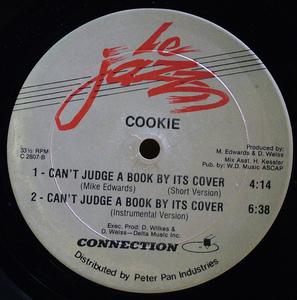 Le
jazz
COOKIE
33⅓ RPM
C 2807-B
Produced by:
M. Edwards & D. Weiss
Mix Asst. H. Kessler
Pub. by: W.D. Music ASCAP
1 - CAN'T JUDGE A BOOK BY ITS COVER
(Mike Edwards) (Short Version) 4:14
2 - CAN'T JUDGE A BOOK BY ITS COVER
(Instrumental Version) 6:38
Exec. Prod: D. Wilkes &
D. Weiss—Delta Music Inc.
CONNECTION
Distributed by Peter Pan Industries